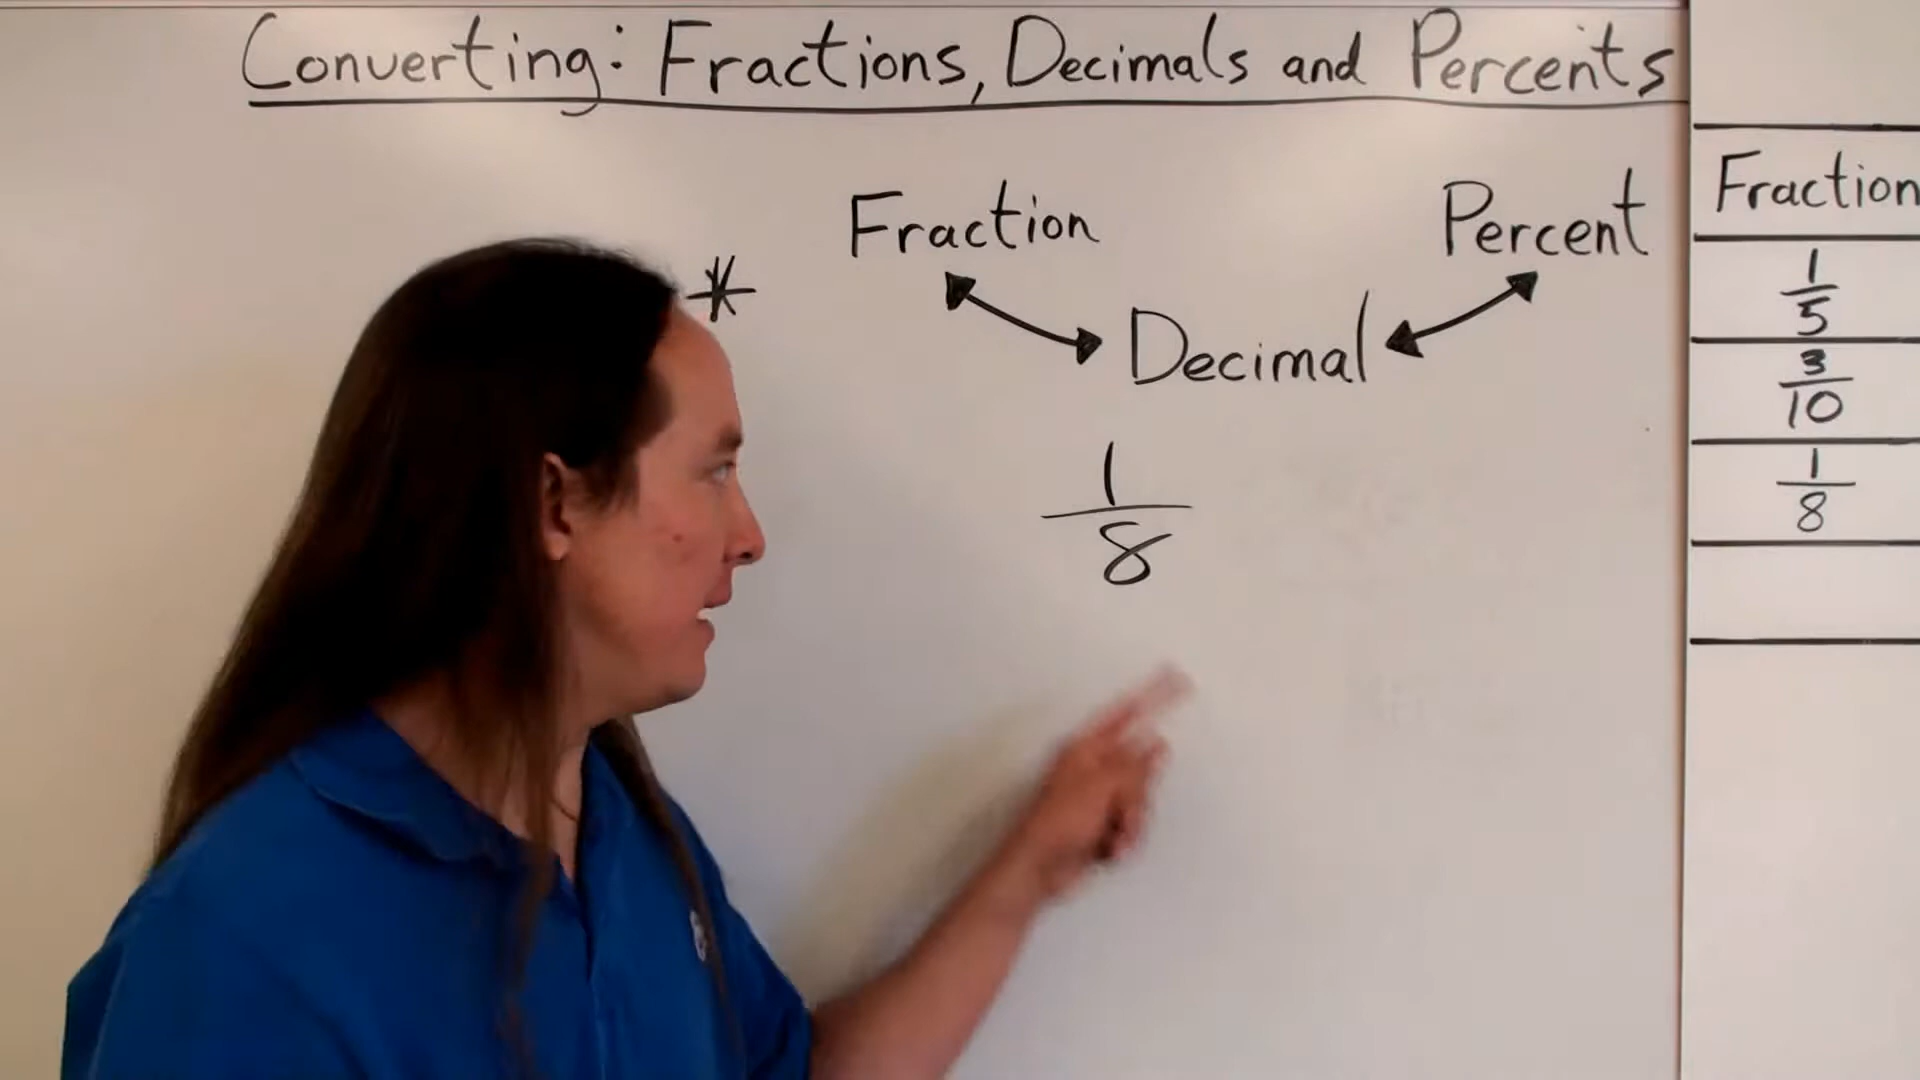 Converting: Fractions, Decimals and Percents
Fraction
Percent
*
Decimal
1
8
Fraction
1
5
3
10
1
8